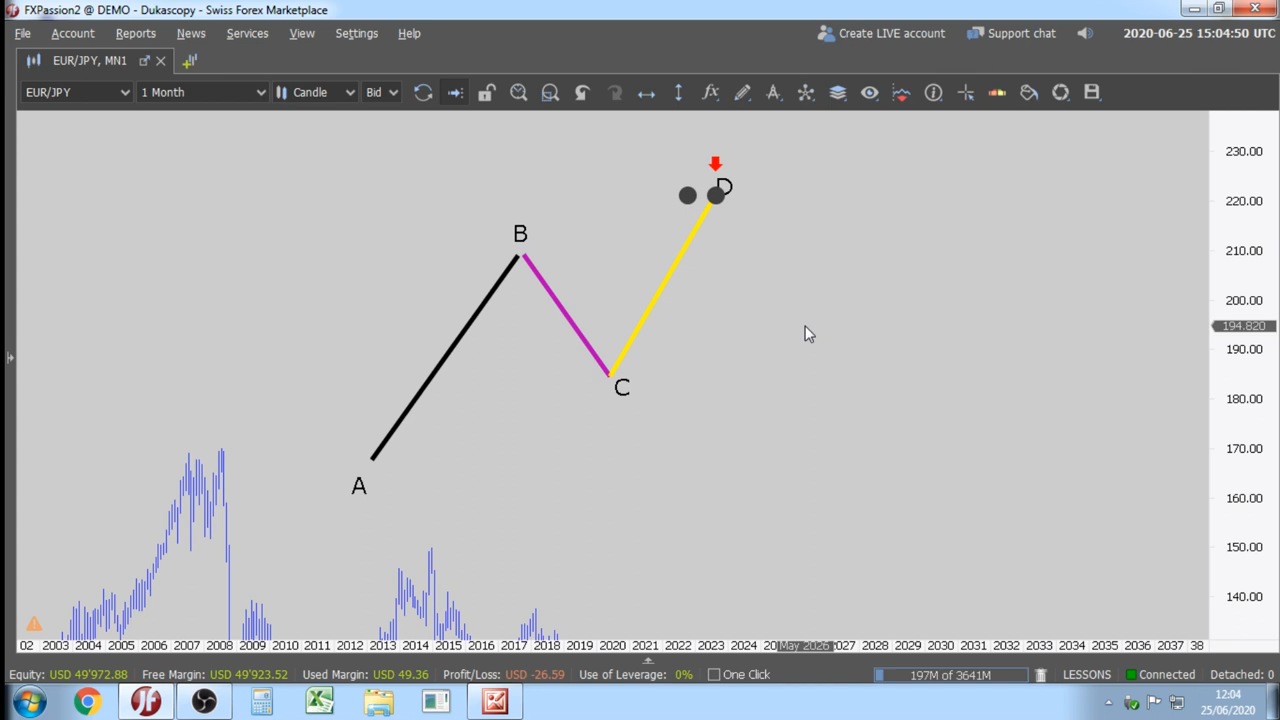 FXPassion2 @ DEMO - Dukascopy - Swiss Forex Marketplace
File Account Reports News Services View Settings Help
Create LIVE account Support chat 2020-06-25 15:04:50 UTC
EUR/JPY, MN1
EUR/JPY 1 Month Candle Bid
230.00
D
220.00
B
210.00
200.00
194.820
190.00
C
180.00
170.00
A
160.00
150.00
140.00
02 2003 2004 2005 2006 2007 2008 2009 2010 2011 2012 2013 2014 2015 2016 2017 2018 2019 2020 2021 2022 2023 2024 20 May 2026 027 2028 2029 2030 2031 2032 2033 2034 2035 2036 2037 38
Equity: USD 49'972.88 Free Margin: USD 49'923.52 Used Margin: USD 49.36 Profit/Loss: USD -26.59 Use of Leverage: 0% One Click 197M of 3641M LESSONS Connected Detached: 0
12:04
25/06/2020